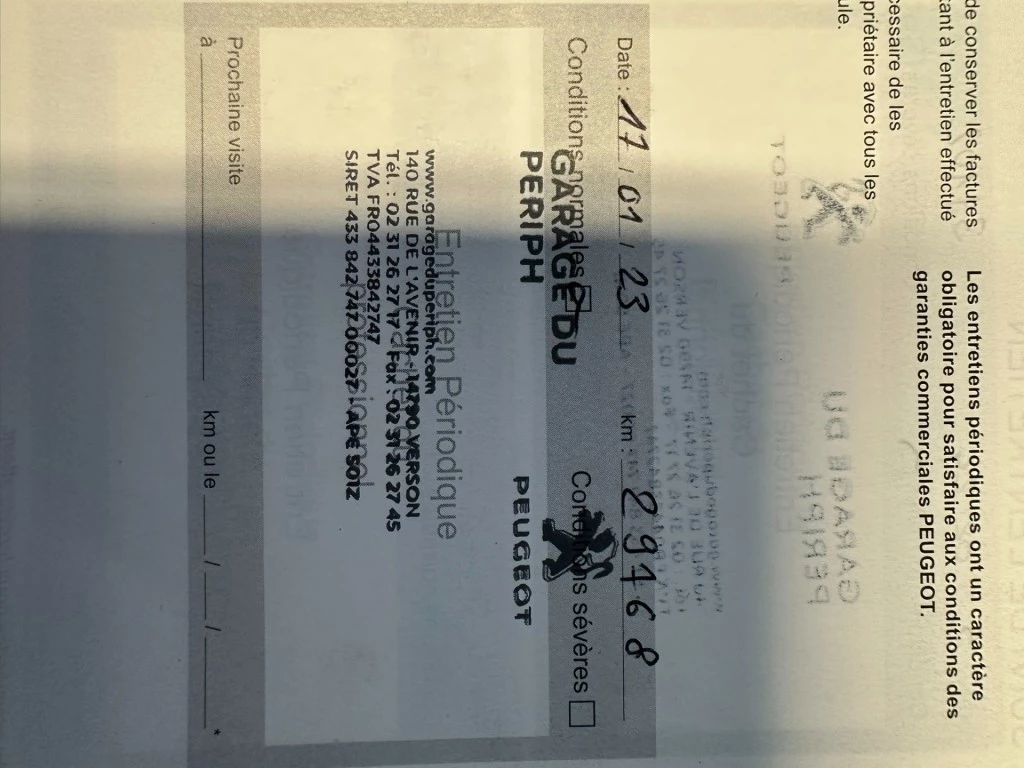 de conserver les factures
tant à l'entretien effectué
cessaire de les
priétaire avec tous les
ule.
Les entretiens périodiques ont un caractère
obligatoire pour satisfaire aux conditions des
garanties commerciales PEUGEOT.
Date : 17 / 01 / 23 km : 89768
Conditions normales Conditions sévères
GARAGE DU
PERIPH
PEUGEOT
Entretien Périodique
www.garageduperiph.com
140 RUE DE L'AVENIR - 14790 VERSON
Tél. : 02 31 26 27 17 - Fax : 02 31 26 27 45
TVA FR04433842747
SIRET 433 842 747 00027 - APE 501Z
Prochaine visite
à km ou le / / *